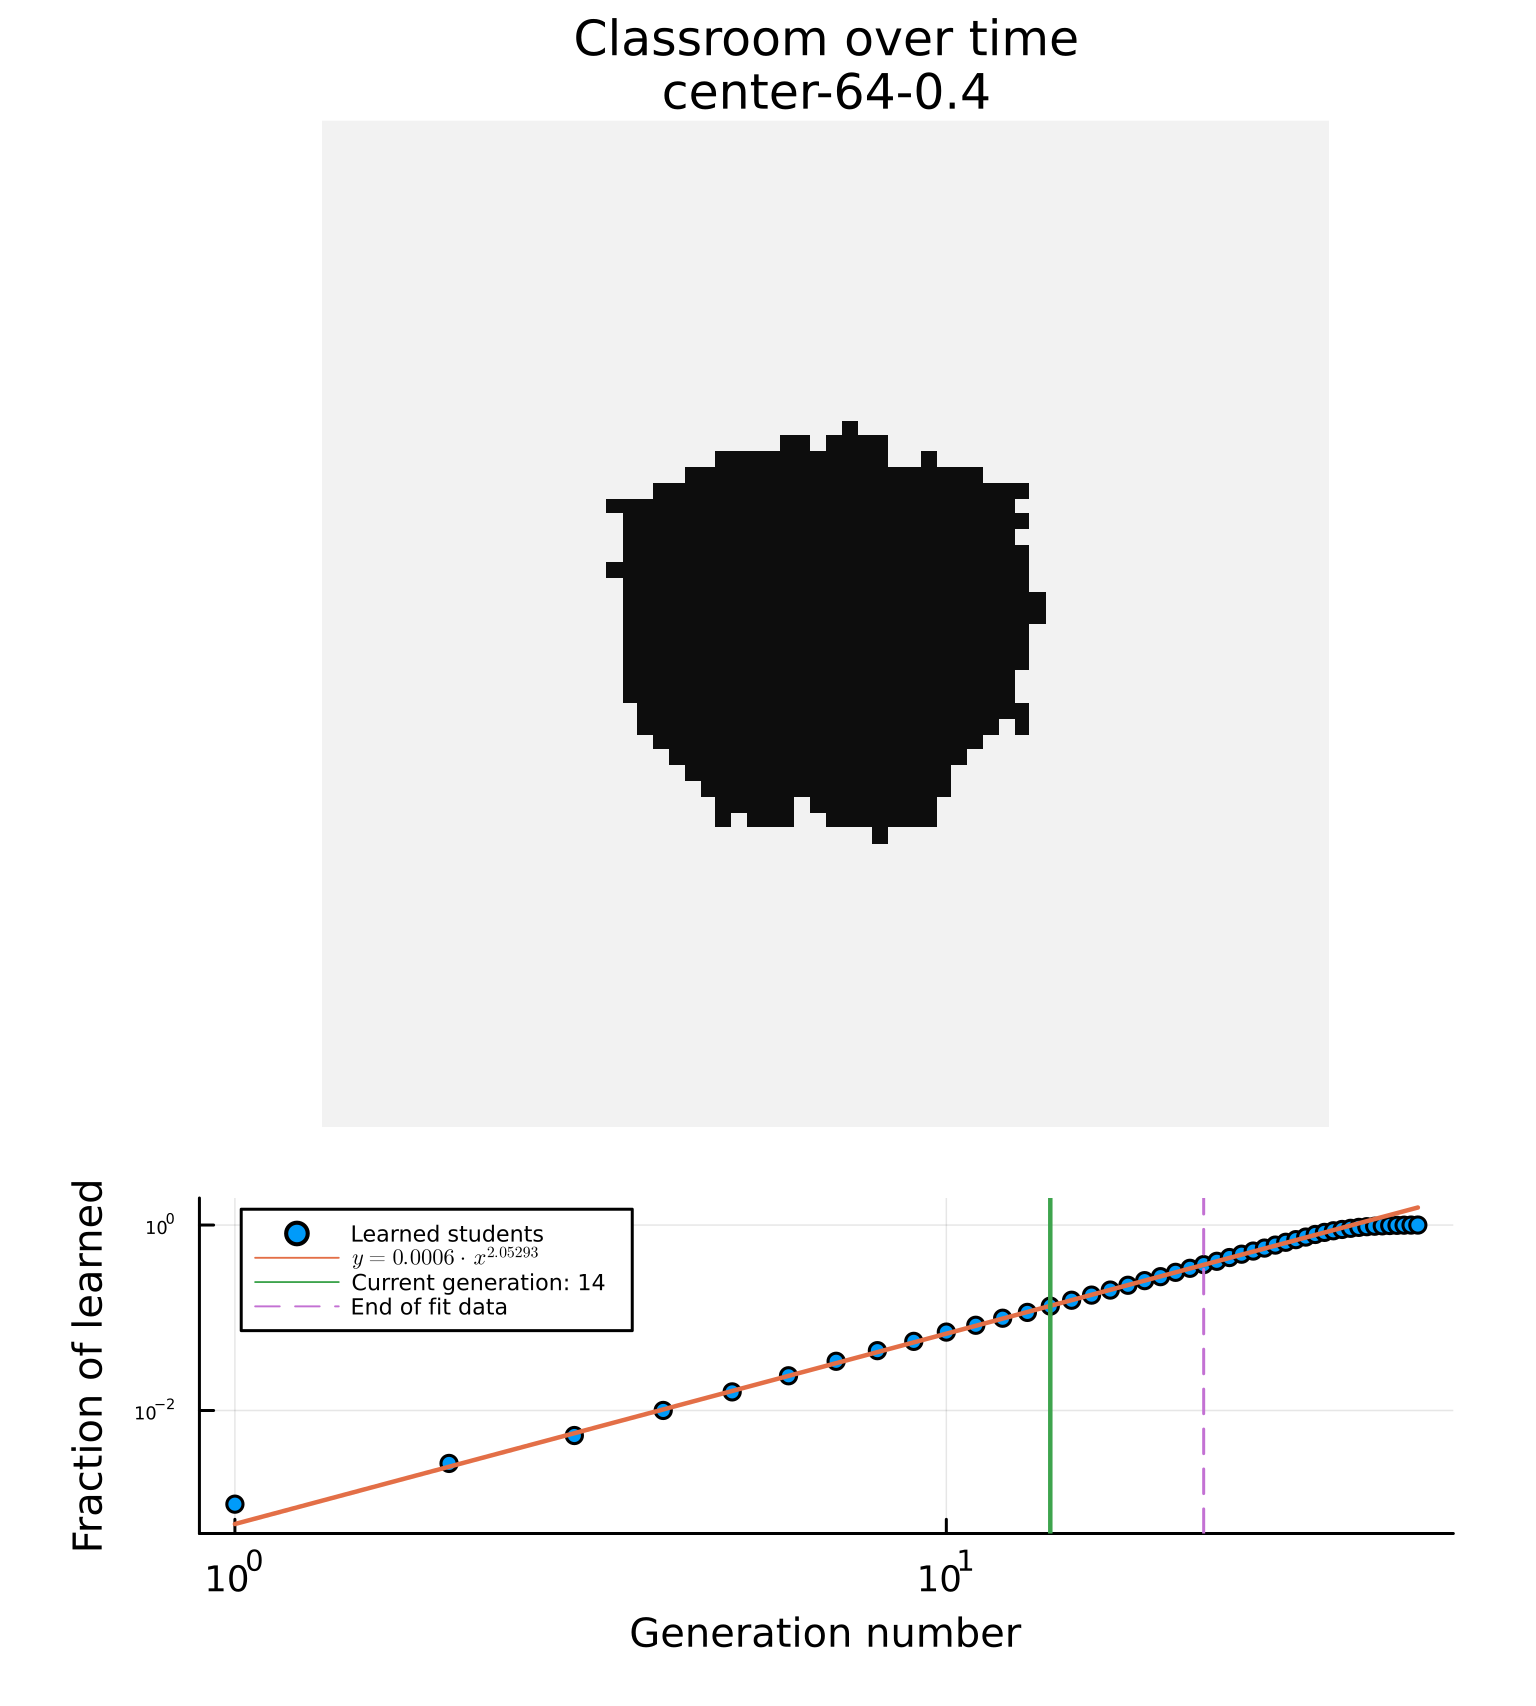 Classroom over time
center-64-0.4
Fraction of learned
10⁰
10⁻²
Learned students
y = 0.0006 · x^2.05293
Current generation: 14
End of fit data
10⁰
10¹
Generation number